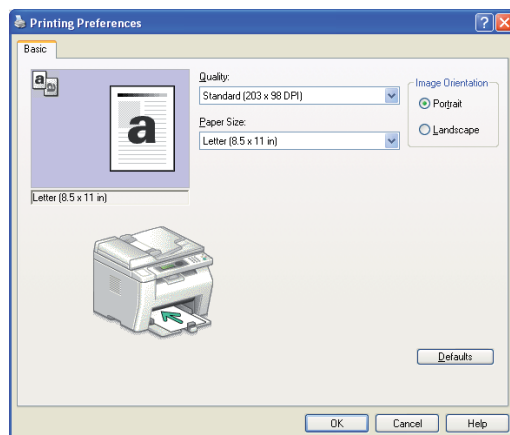 Printing Preferences
Basic
a
a
Quality:
Standard (203 x 98 DPI)
Paper Size:
Letter (8.5 x 11 in)
Image Orientation
Portrait
Landscape
a
Letter (8.5 x 11 in)
Defaults
OK Cancel Help